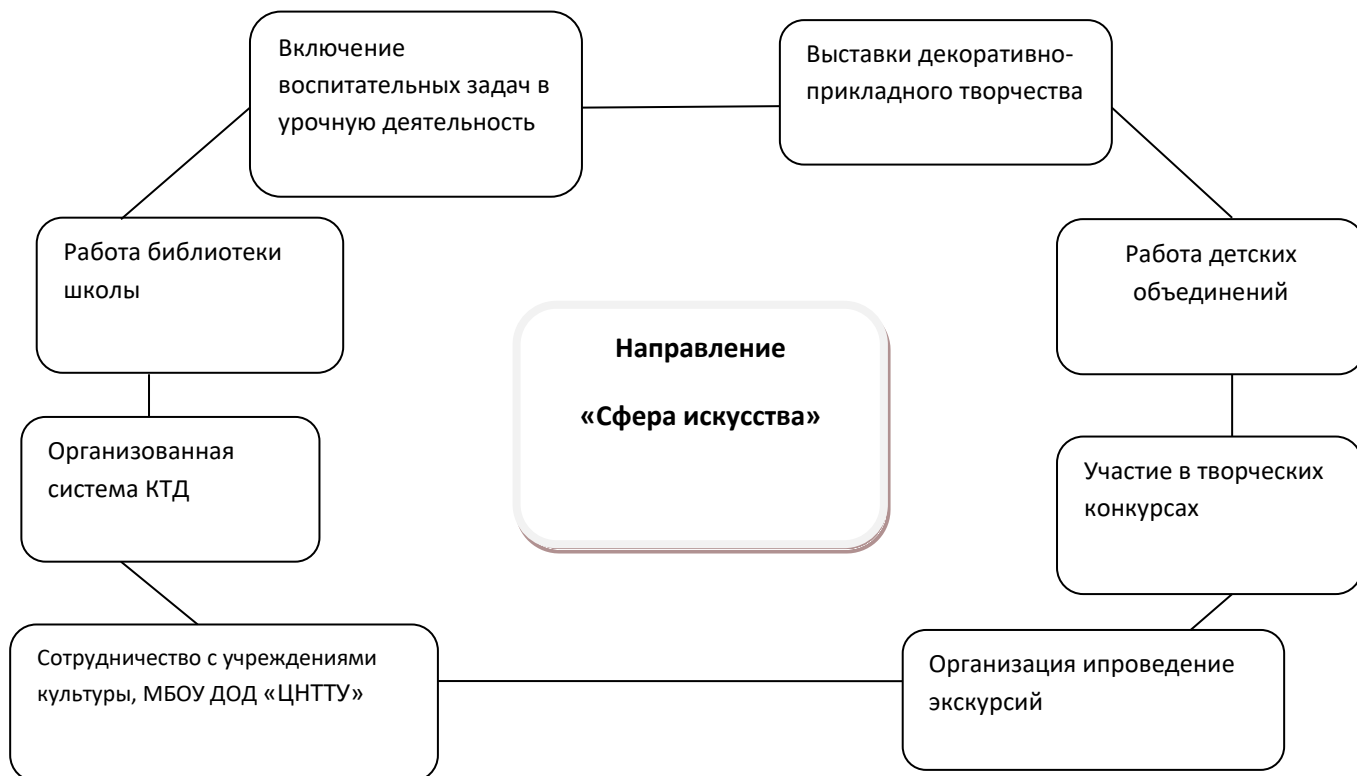 Включение
воспитательных задач в
урочную деятельность
Выставки декоративно-
прикладного творчества
Работа библиотеки
школы
Работа детских
объединений
Направление
«Сфера искусства»
Организованная
система КТД
Участие в творческих
конкурсах
Сотрудничество с учреждениями
культуры, МБОУ ДОД «ЦНТТУ»
Организация ипроведение
экскурсий